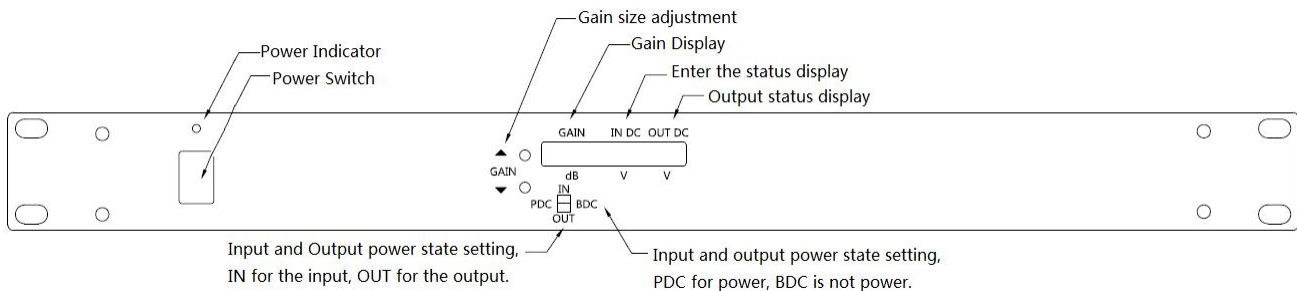 Gain size adjustment
Gain Display
Power Indicator
Enter the status display
Power Switch
Output status display
GAIN IN DC OUT DC
GAIN
dB V V
IN
PDC BDC
OUT
Input and Output power state setting,
IN for the input, OUT for the output.
Input and output power state setting,
PDC for power, BDC is not power.